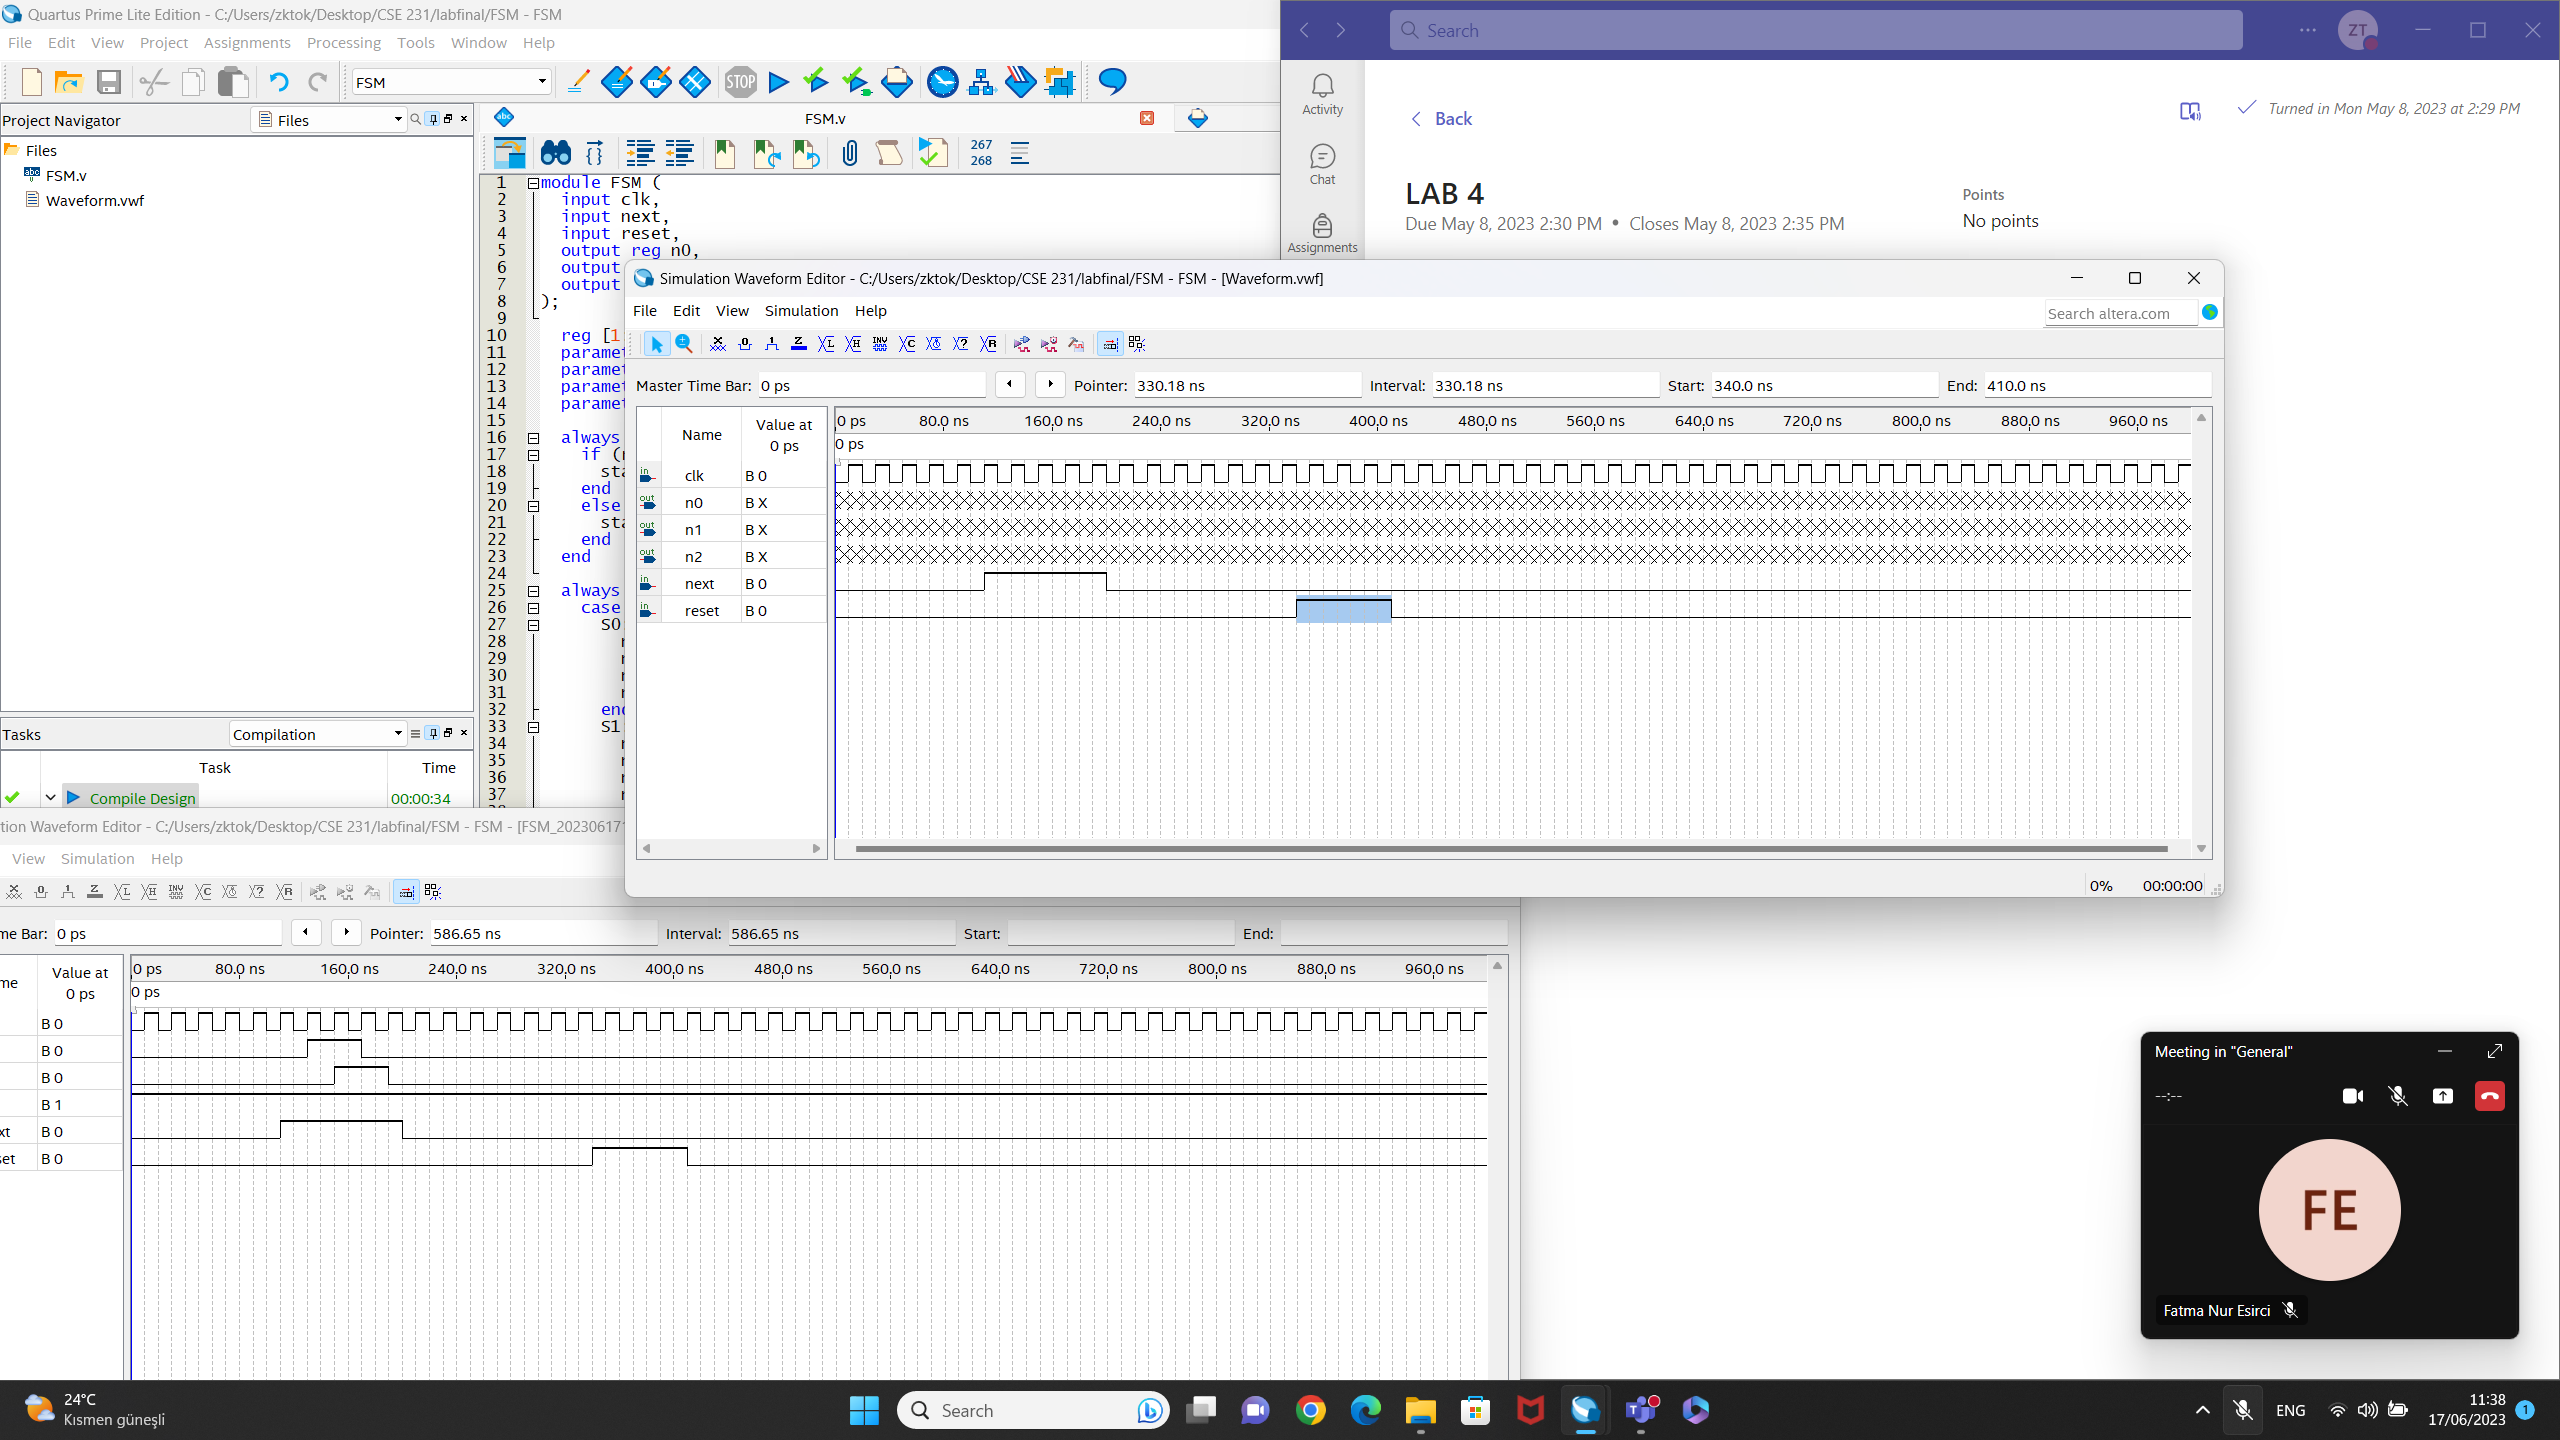 Quartus Prime Lite Edition - C:/Users/zktok/Desktop/CSE 231/labfinal/FSM - FSM
File Edit View Project Assignments Processing Tools Window Help
FSM
STOP
Project Navigator
Files
Files
FSM.v
Waveform.vwf
FSM.v
267
268
1 module FSM (
2 input clk,
3 input next,
4 input reset,
5 output reg n0,
6 output
7 output
8 );
9
10 reg [1
11
12
13
14
15
16 always
17 if
18
19 end
20 else
21
22 end
23 end
24
25 always
26 case
27 S0
28
29
30
31
32 end
33 S1
34
35
36
37
Tasks
Compilation
Task Time
Compile Design 00:00:34
Search
ZT
Activity
Chat
Assignments
Back
Turned in Mon May 8, 2023 at 2:29 PM
LAB 4
Due May 8, 2023 2:30 PM • Closes May 8, 2023 2:35 PM
Points
No points
Simulation Waveform Editor - C:/Users/zktok/Desktop/CSE 231/labfinal/FSM - FSM - [Waveform.vwf]
File Edit View Simulation Help
Search altera.com
Master Time Bar: 0 ps Pointer: 330.18 ns Interval: 330.18 ns Start: 340.0 ns End: 410.0 ns
Name
Value at
0 ps
0 ps 80.0 ns 160.0 ns 240.0 ns 320.0 ns 400.0 ns 480.0 ns 560.0 ns 640.0 ns 720.0 ns 800.0 ns 880.0 ns 960.0 ns
0 ps
in clk B 0
out n0 B X
out n1 B X
out n2 B X
in next B 0
in reset B 0
0% 00:00:00
tion Waveform Editor - C:/Users/zktok/Desktop/CSE 231/labfinal/FSM - FSM - [FSM_20230617
View Simulation Help
me Bar: 0 ps Pointer: 586.65 ns Interval: 586.65 ns Start: End:
me
Value at
0 ps
0 ps 80.0 ns 160.0 ns 240.0 ns 320.0 ns 400.0 ns 480.0 ns 560.0 ns 640.0 ns 720.0 ns 800.0 ns 880.0 ns 960.0 ns
0 ps
B 0
B 0
B 0
B 1
xt B 0
set B 0
Meeting in "General"
--:--
FE
Fatma Nur Esirci
24°C
Kısmen güneşli
Search
ENG
11:38
17/06/2023
1